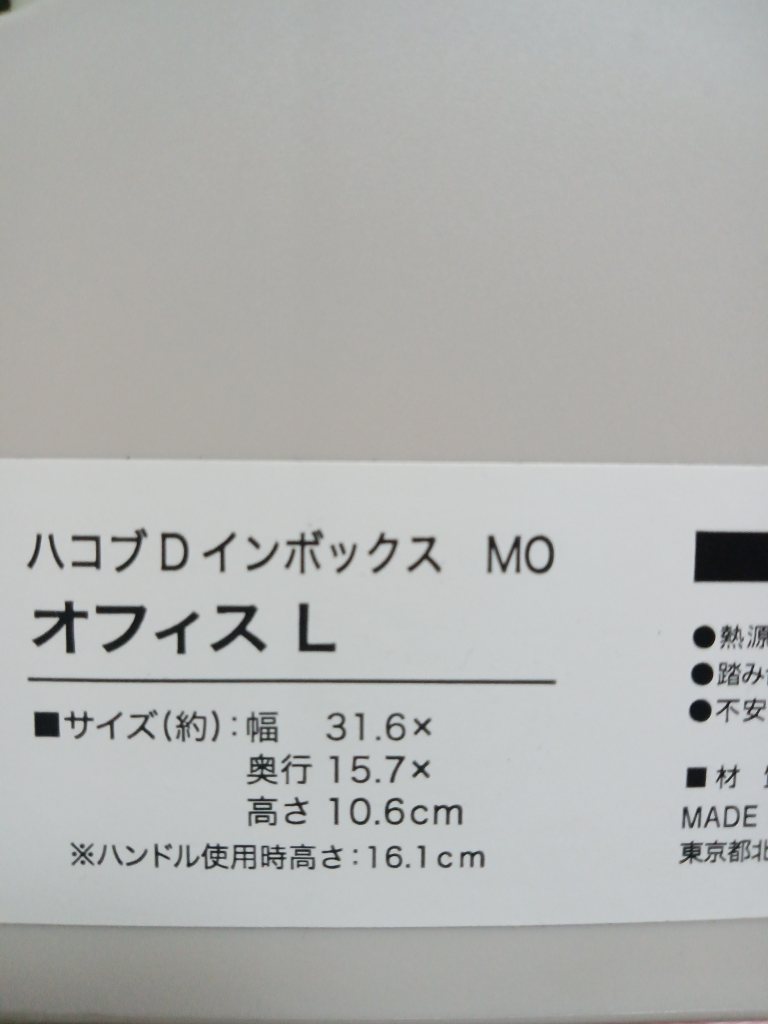 ハコブDインボックス MO
オフィス L
■サイズ(約):幅 31.6×
奥行 15.7×
高さ 10.6cm
※ハンドル使用時高さ:16.1cm
●熱源
●踏み
●不安
■材
MADE
東京都北